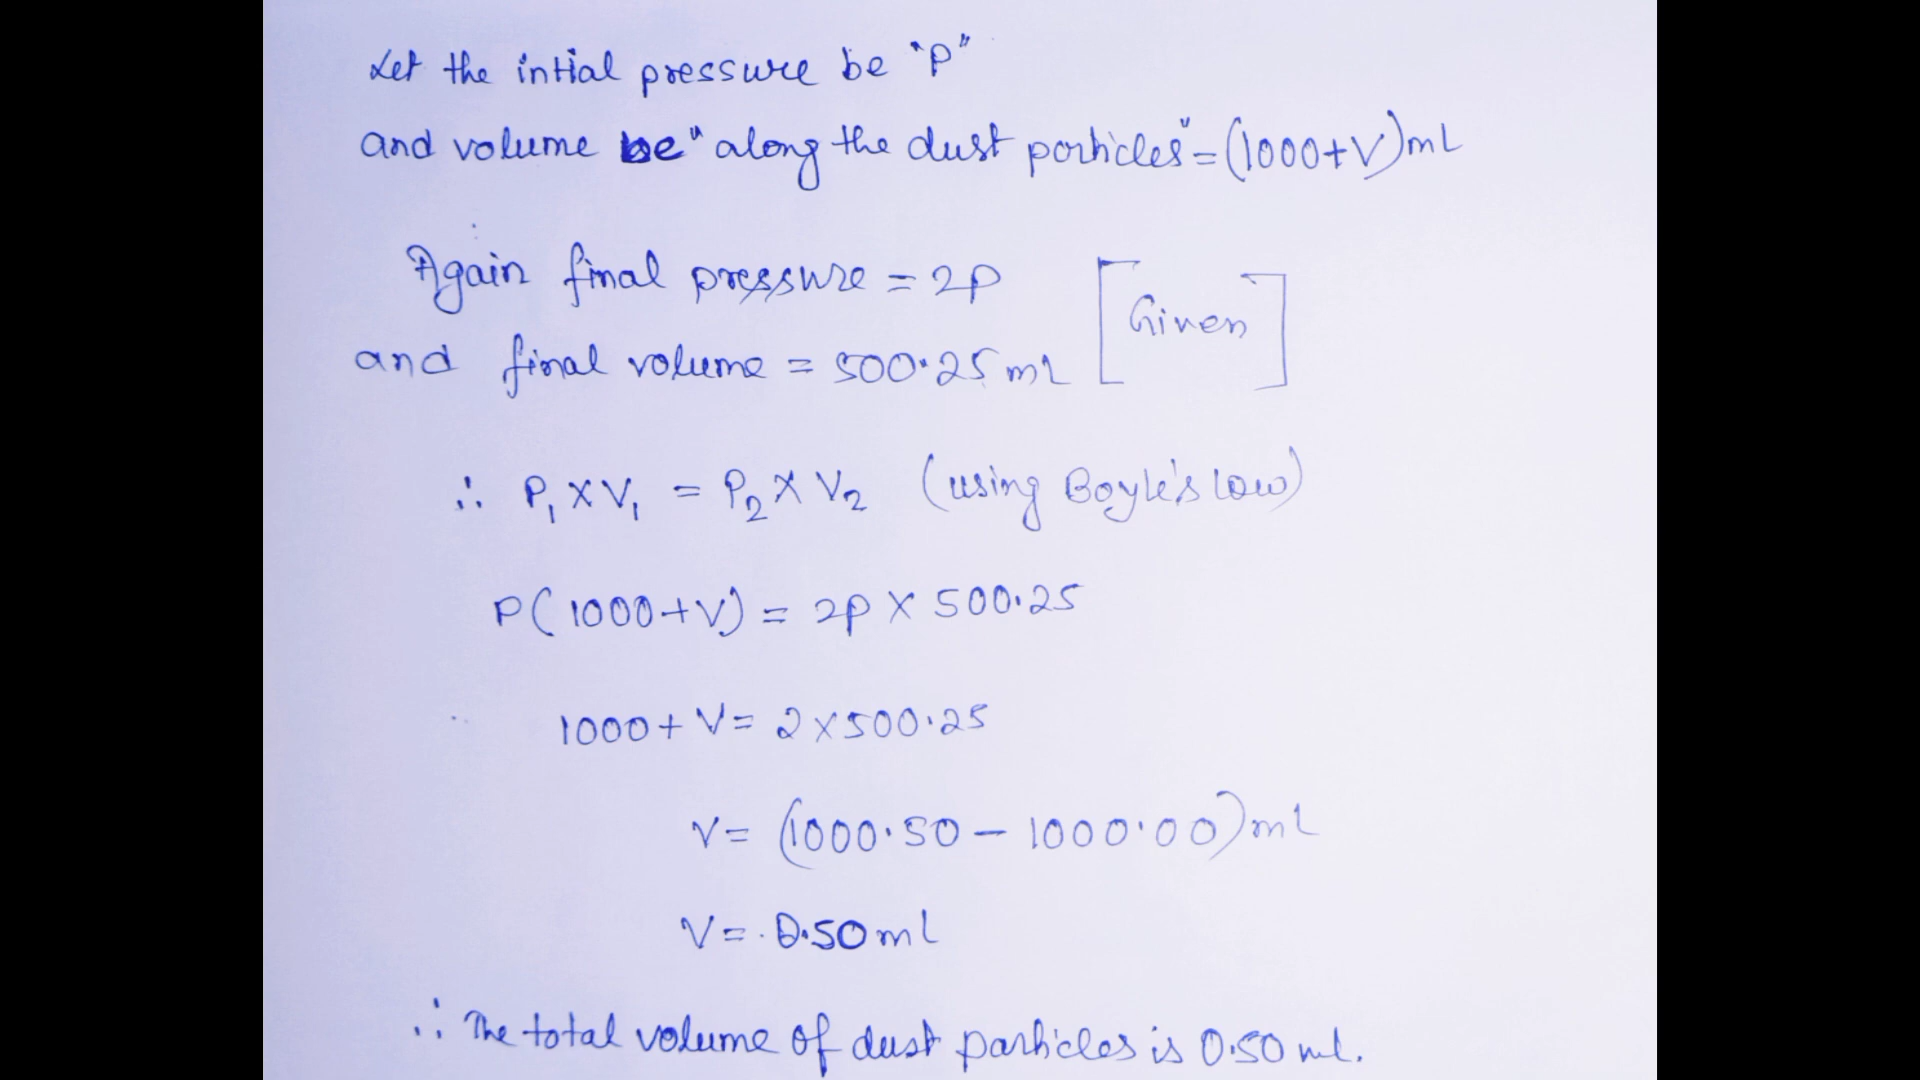 Let the intial pressure be "P"
and volume be "along the dust particles" = (1000+V)mL
Again final pressure = 2P
and final volume = 500.25 mL [Given]
∴ P₁ X V₁ = P₂ X V₂ (using Boyle's law)
P(1000+V) = 2P X 500.25
1000+V = 2 X 500.25
V = (1000.50 - 1000.00)mL
V = 0.50 mL
∴ The total volume of dust particles is 0.50 mL.